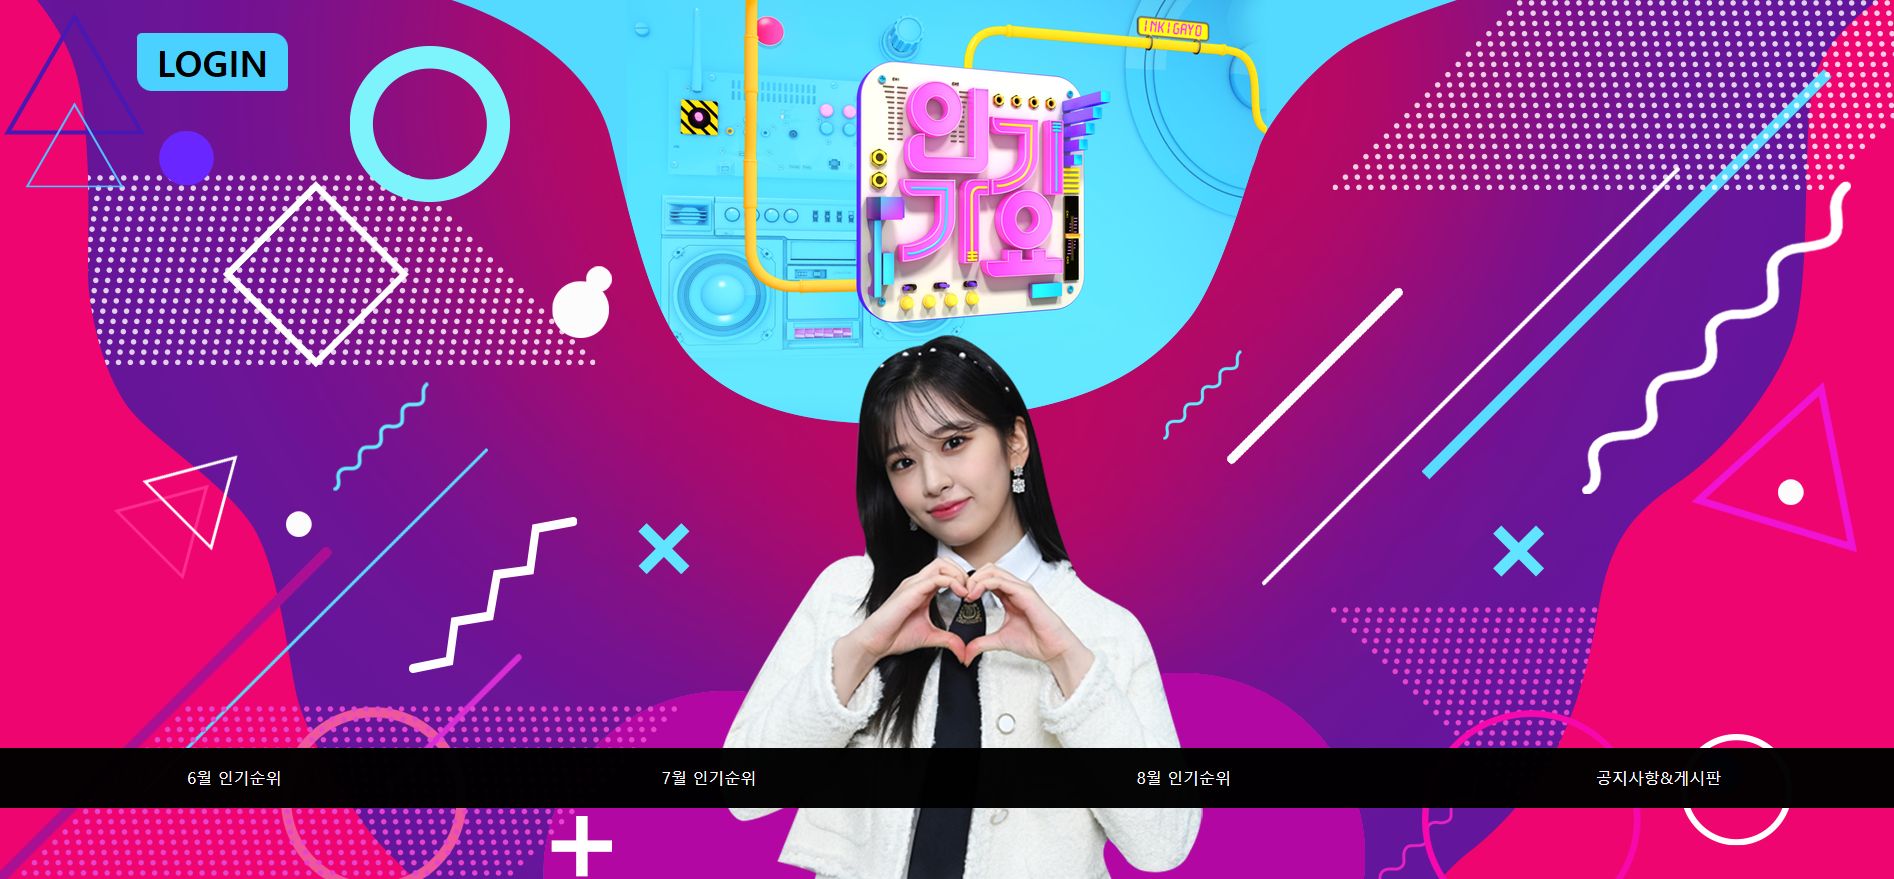 LOGIN
INKIGAYO
인기
가요
6월 인기순위
7월 인기순위
8월 인기순위
공지사항&게시판